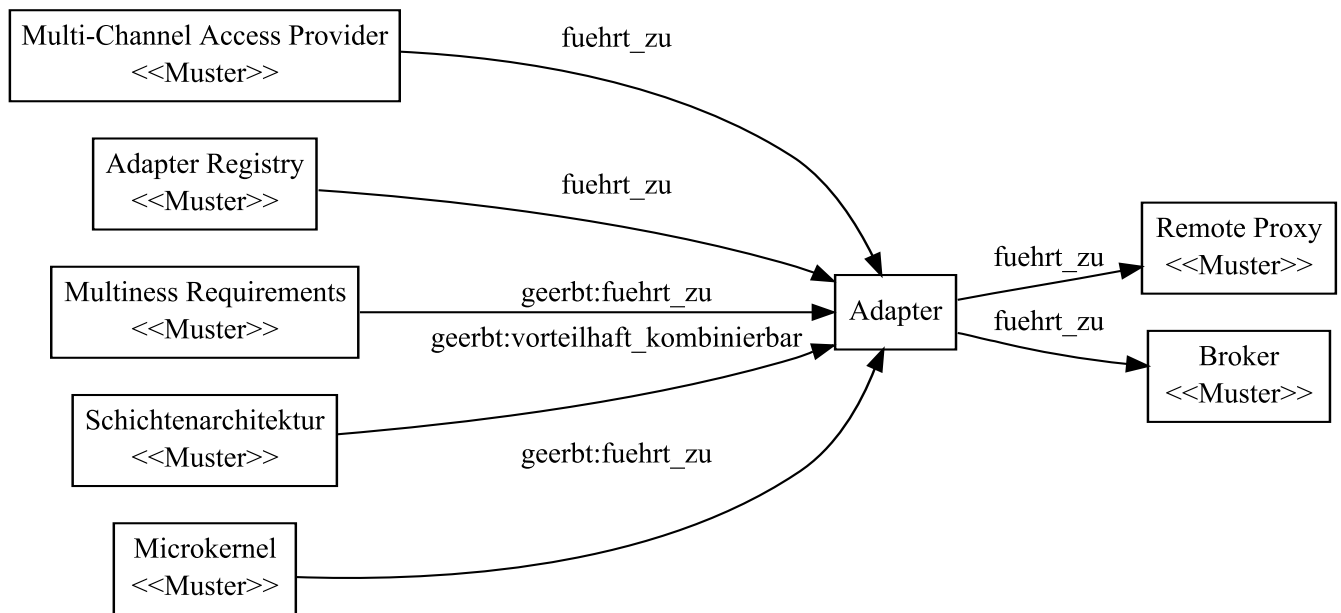 Multi-Channel Access Provider
<<Muster>>
fuehrt_zu
Adapter Registry
<<Muster>>
fuehrt_zu
Multiness Requirements
<<Muster>>
geerbt:fuehrt_zu
geerbt:vorteilhaft_kombinierbar
Schichtenarchitektur
<<Muster>>
geerbt:fuehrt_zu
Microkernel
<<Muster>>
Adapter
fuehrt_zu
fuehrt_zu
Remote Proxy
<<Muster>>
Broker
<<Muster>>